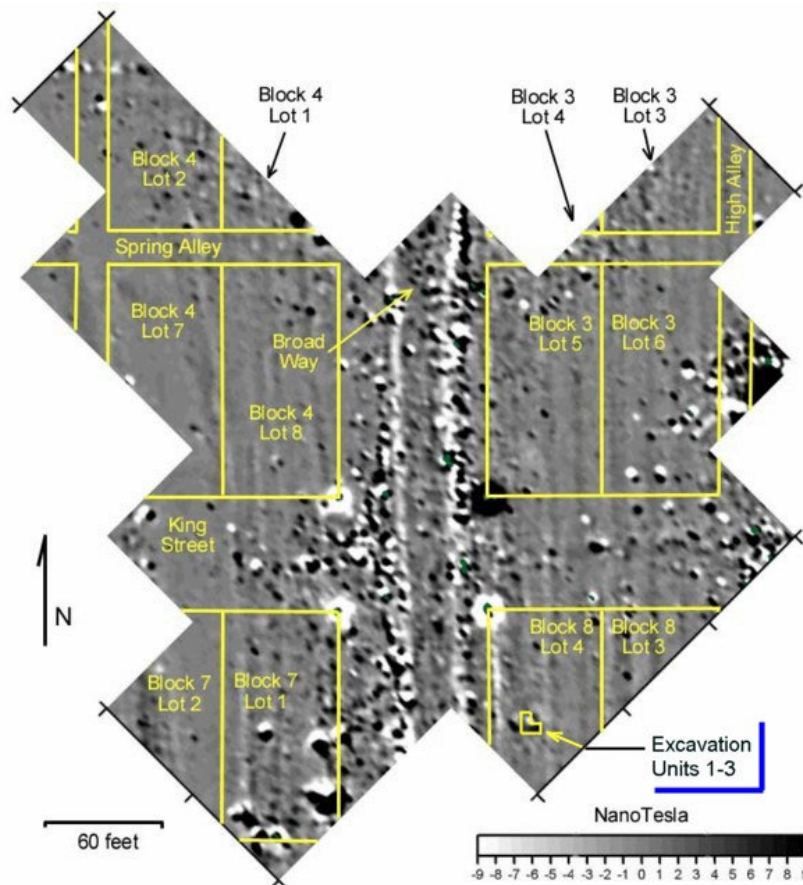 Block 4
Lot 1
Block 3
Lot 4
Block 3
Lot 3
Block 4
Lot 2
High Alley
Spring Alley
Block 4
Lot 7
Broad
Way
Block 3
Lot 5
Block 3
Lot 6
Block 4
Lot 8
King
Street
N
Block 7
Lot 2
Block 7
Lot 1
Block 8
Lot 4
Block 8
Lot 3
Excavation
Units 1-3
60 feet
NanoTesla
-9 -8 -7 -6 -5 -4 -3 -2 -1 0 1 2 3 4 5 6 7 8